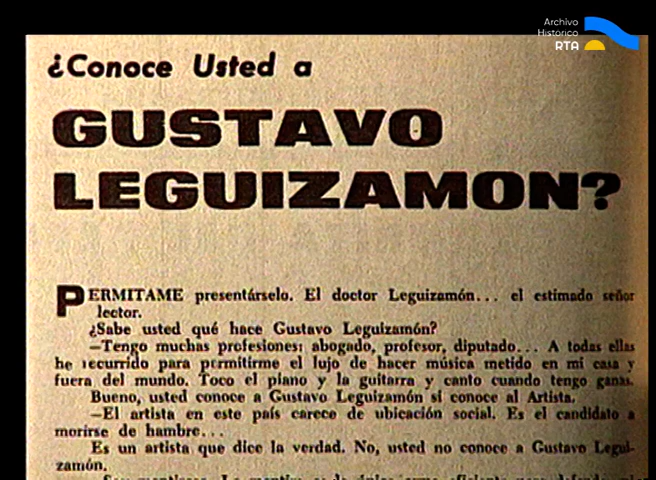 Archivo
Histórico
RTA
¿Conoce Usted a
GUSTAVO
LEGUIZAMON?
PERMITAME presentárselo. El doctor Leguizamón... el estimado señor
lector.
¿Sabe usted qué hace Gustavo Leguizamón?
—Tengo muchas profesiones: abogado, profesor, diputado... A todas ellas
he recurrido para permitirme el lujo de hacer música metido en mi casa y
fuera del mundo. Toco el piano y la guitarra y canto cuando tengo ganas.
Bueno, usted conoce a Gustavo Leguizamón si conoce al Artista.
—El artista en este país carece de ubicación social. Es el candidato a
morirse de hambre...
Es un artista que dice la verdad. No, usted no conoce a Gustavo Legui-
zamón.